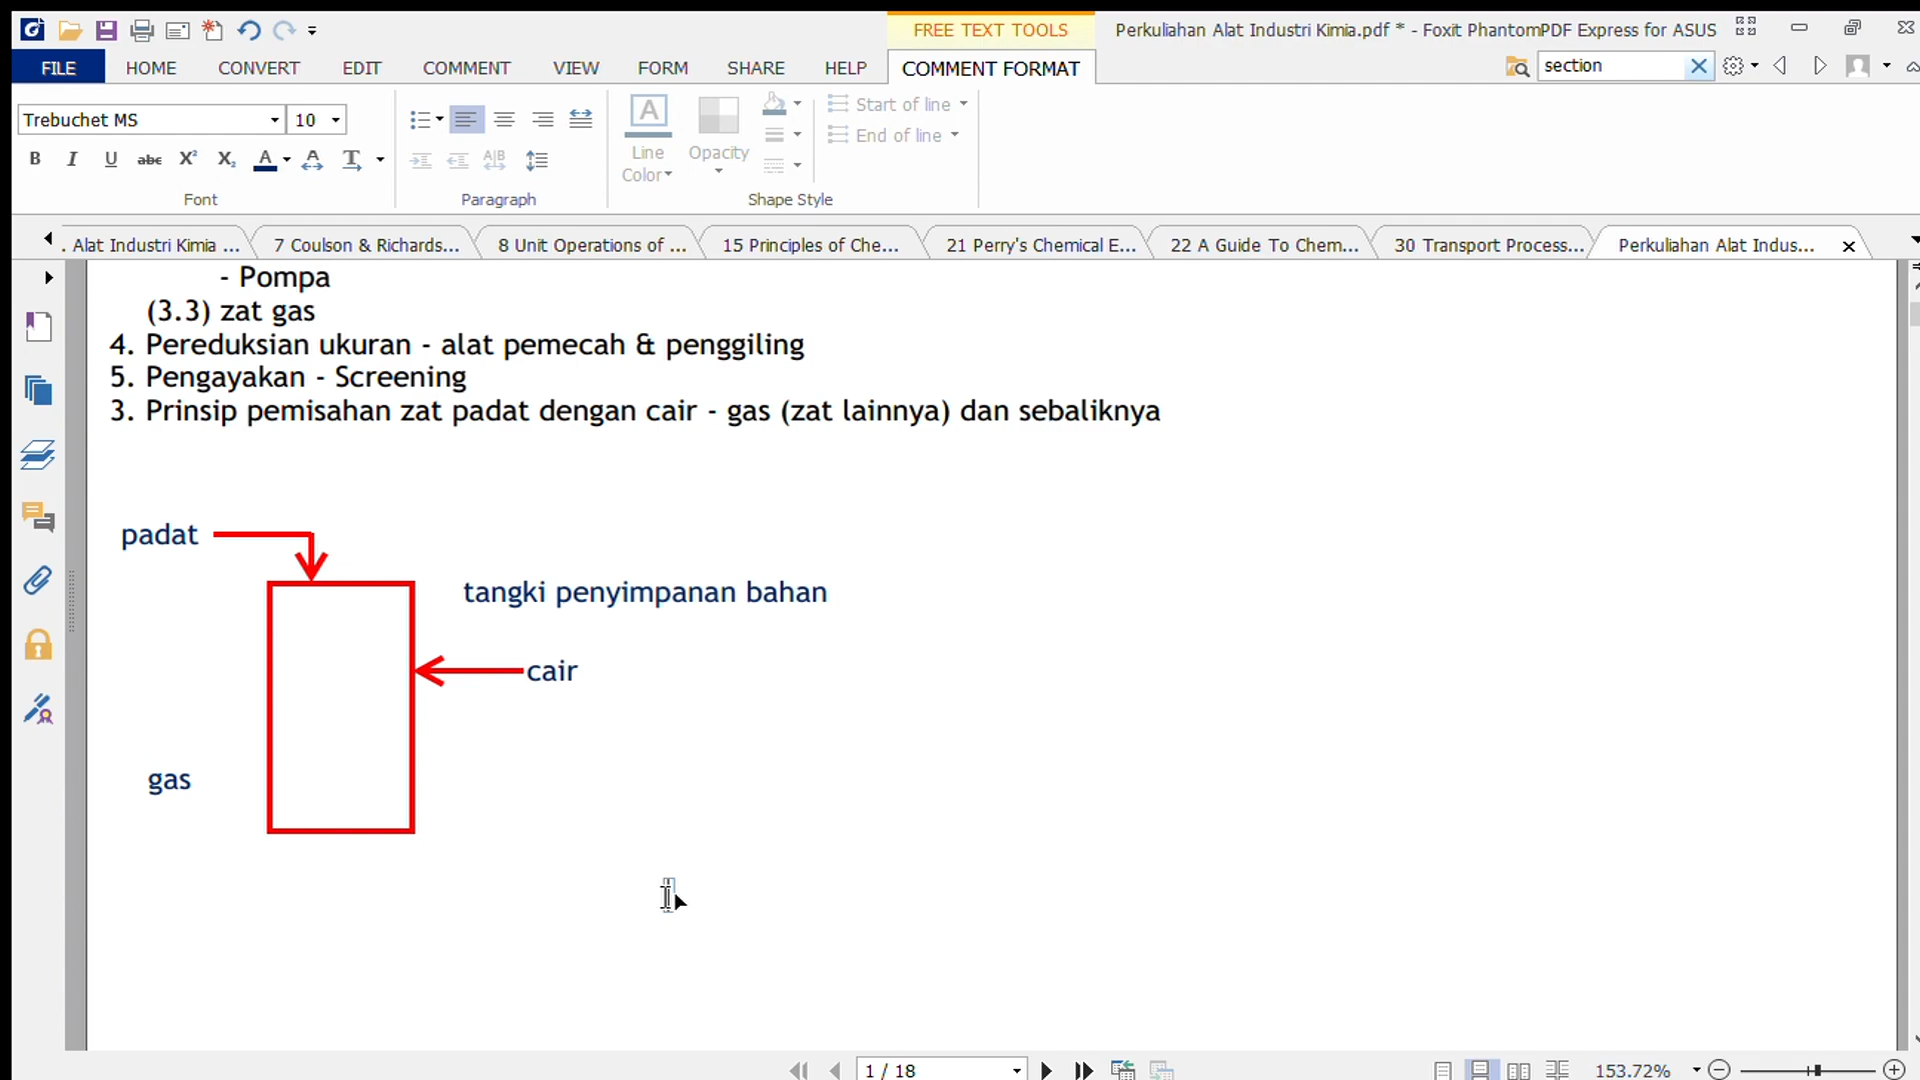 FREE TEXT TOOLS
Perkuliahan Alat Industri Kimia.pdf * - Foxit PhantomPDF Express for ASUS
FILE HOME CONVERT EDIT COMMENT VIEW FORM SHARE HELP COMMENT FORMAT
section
Trebuchet MS 10
Start of line
End of line
B I U abc X² X₂ A A T
Line Color
Opacity
Font Paragraph Shape Style
. Alat Industri Kimia ... 7 Coulson & Richards... 8 Unit Operations of ... 15 Principles of Che... 21 Perry's Chemical E... 22 A Guide To Chem... 30 Transport Process... Perkuliahan Alat Indus...
- Pompa
(3.3) zat gas
4. Pereduksian ukuran - alat pemecah & penggiling
5. Pengayakan - Screening
3. Prinsip pemisahan zat padat dengan cair - gas (zat lainnya) dan sebaliknya
padat
tangki penyimpanan bahan
cair
gas
1 / 18
153.72%